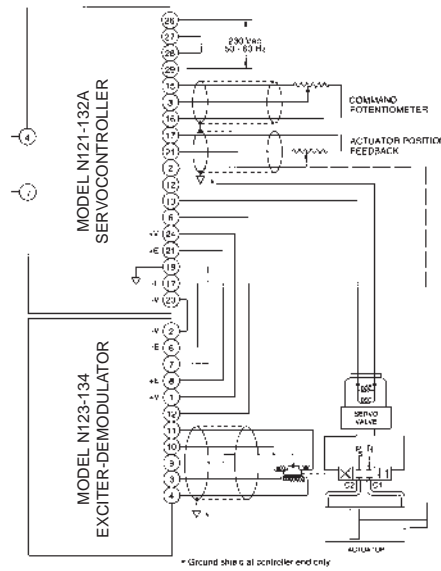 26
27
28
29
15
3
16
17
21
2
12
13
6
24
21
19
17
23
230 Vac
50 - 60 Hz
COMMAND
POTENTIOMETER
ACTUATOR POSITION
FEEDBACK
MODEL N121-132A
SERVOCONTROLLER
4
+E
-V
-V
2
-E
6
7
+E
8
+V
1
12
11
10
9
3
4
MODEL N123-134
EXCITER-DEMODULATOR
SERVO
VALVE
P
R
C2
C1
ACTUATOR
* Ground shield at controller end only